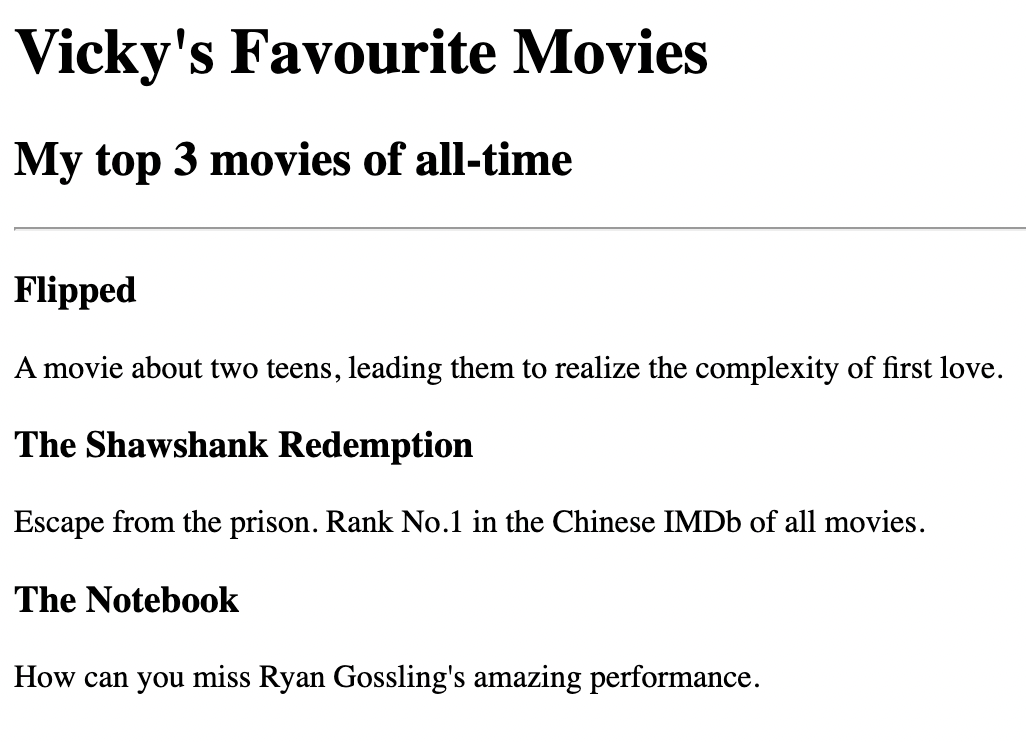 Vicky's Favourite Movies
My top 3 movies of all-time
Flipped
A movie about two teens, leading them to realize the complexity of first love.
The Shawshank Redemption
Escape from the prison. Rank No.1 in the Chinese IMDb of all movies.
The Notebook
How can you miss Ryan Gossling's amazing performance.